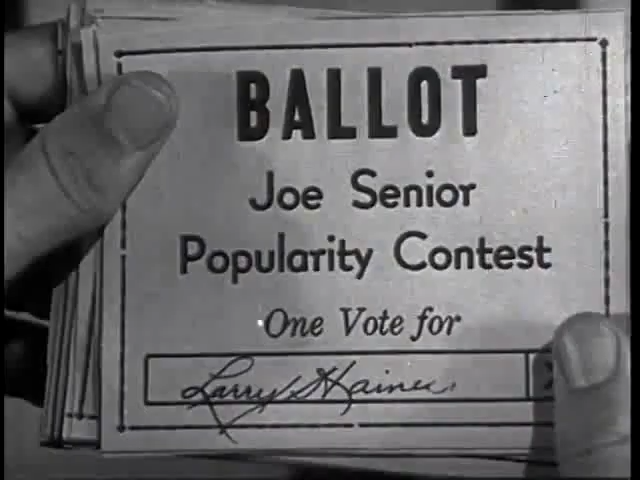 BALLOT
Joe Senior
Popularity Contest
One Vote for
Larry Haines